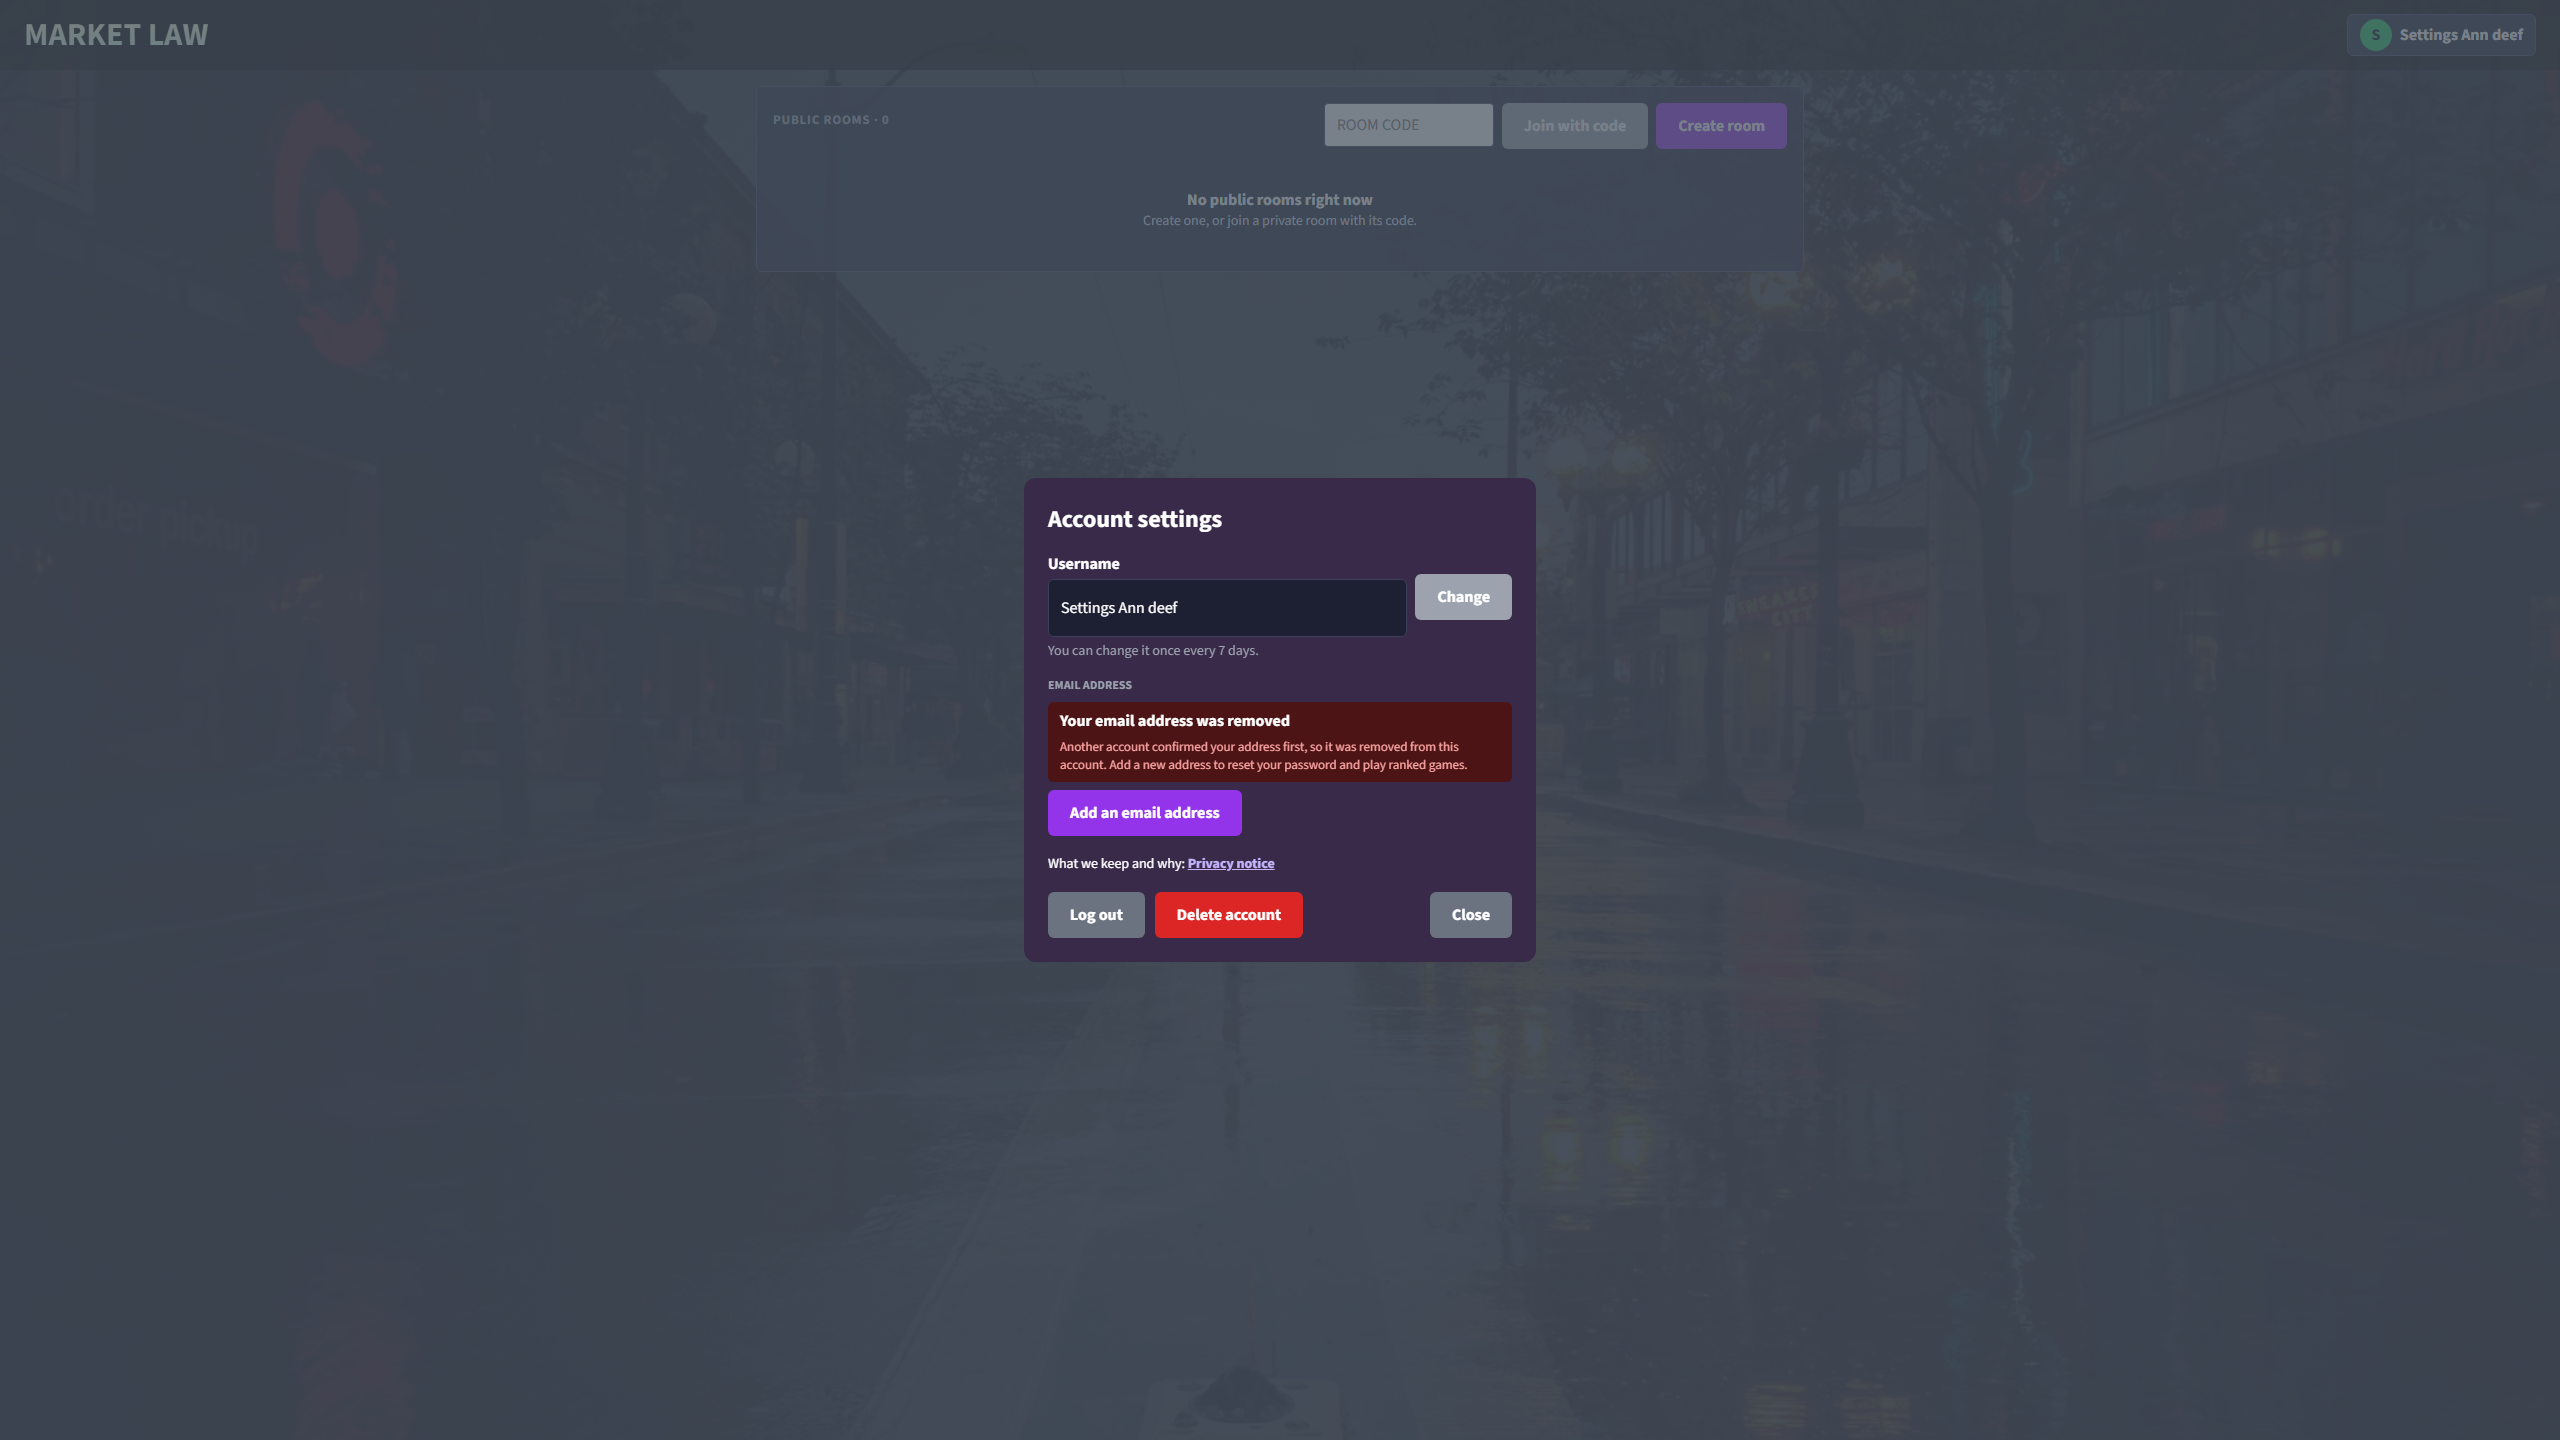 MARKET LAW
S Settings Ann deef
PUBLIC ROOMS · 0
ROOM CODE
Join with code
Create room
No public rooms right now
Create one, or join a private room with its code.
order pickup
SNEAKER
CITY
Account settings
Username
Settings Ann deef
Change
You can change it once every 7 days.
EMAIL ADDRESS
Your email address was removed
Another account confirmed your address first, so it was removed from this
account. Add a new address to reset your password and play ranked games.
Add an email address
What we keep and why: Privacy notice
Log out
Delete account
Close